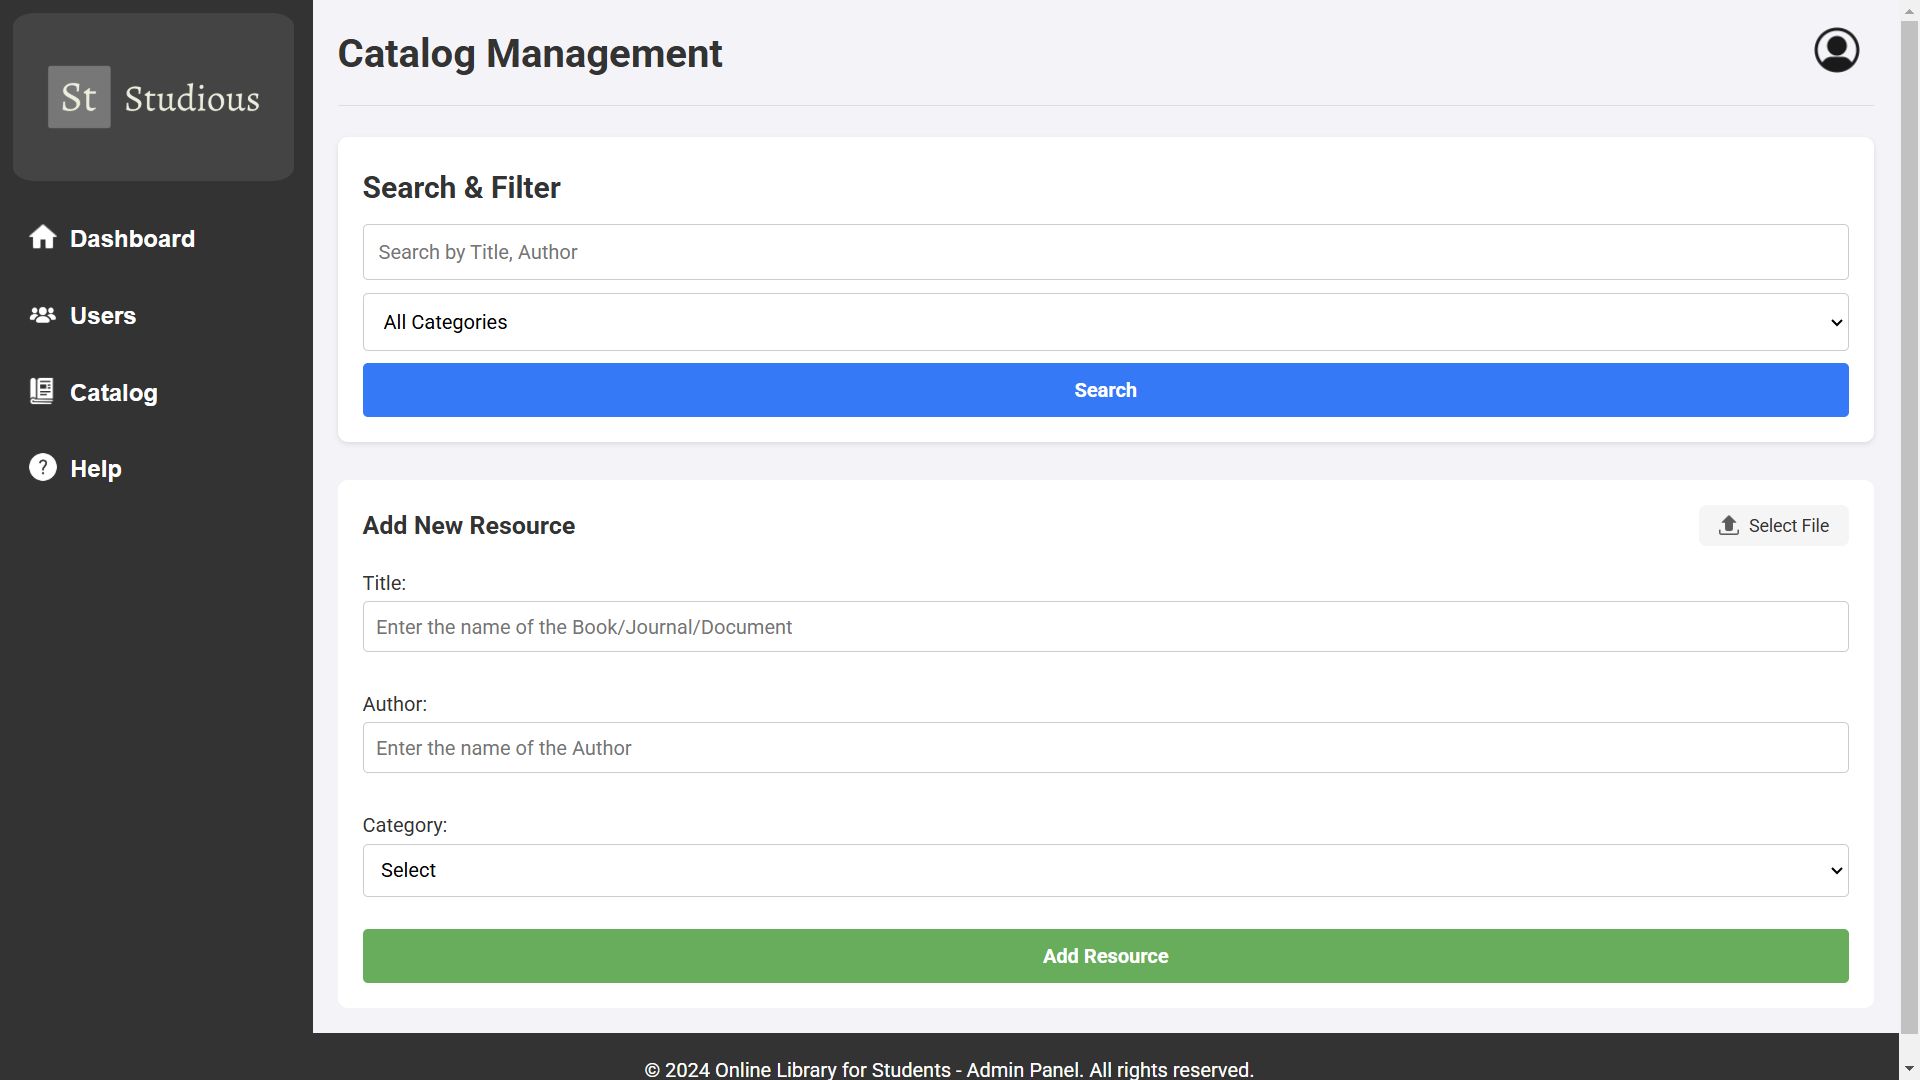 St Studious
Dashboard
Users
Catalog
Help
Catalog Management
Search & Filter
Search by Title, Author
All Categories
Search
Add New Resource
Select File
Title:
Enter the name of the Book/Journal/Document
Author:
Enter the name of the Author
Category:
Select
Add Resource
© 2024 Online Library for Students - Admin Panel. All rights reserved.